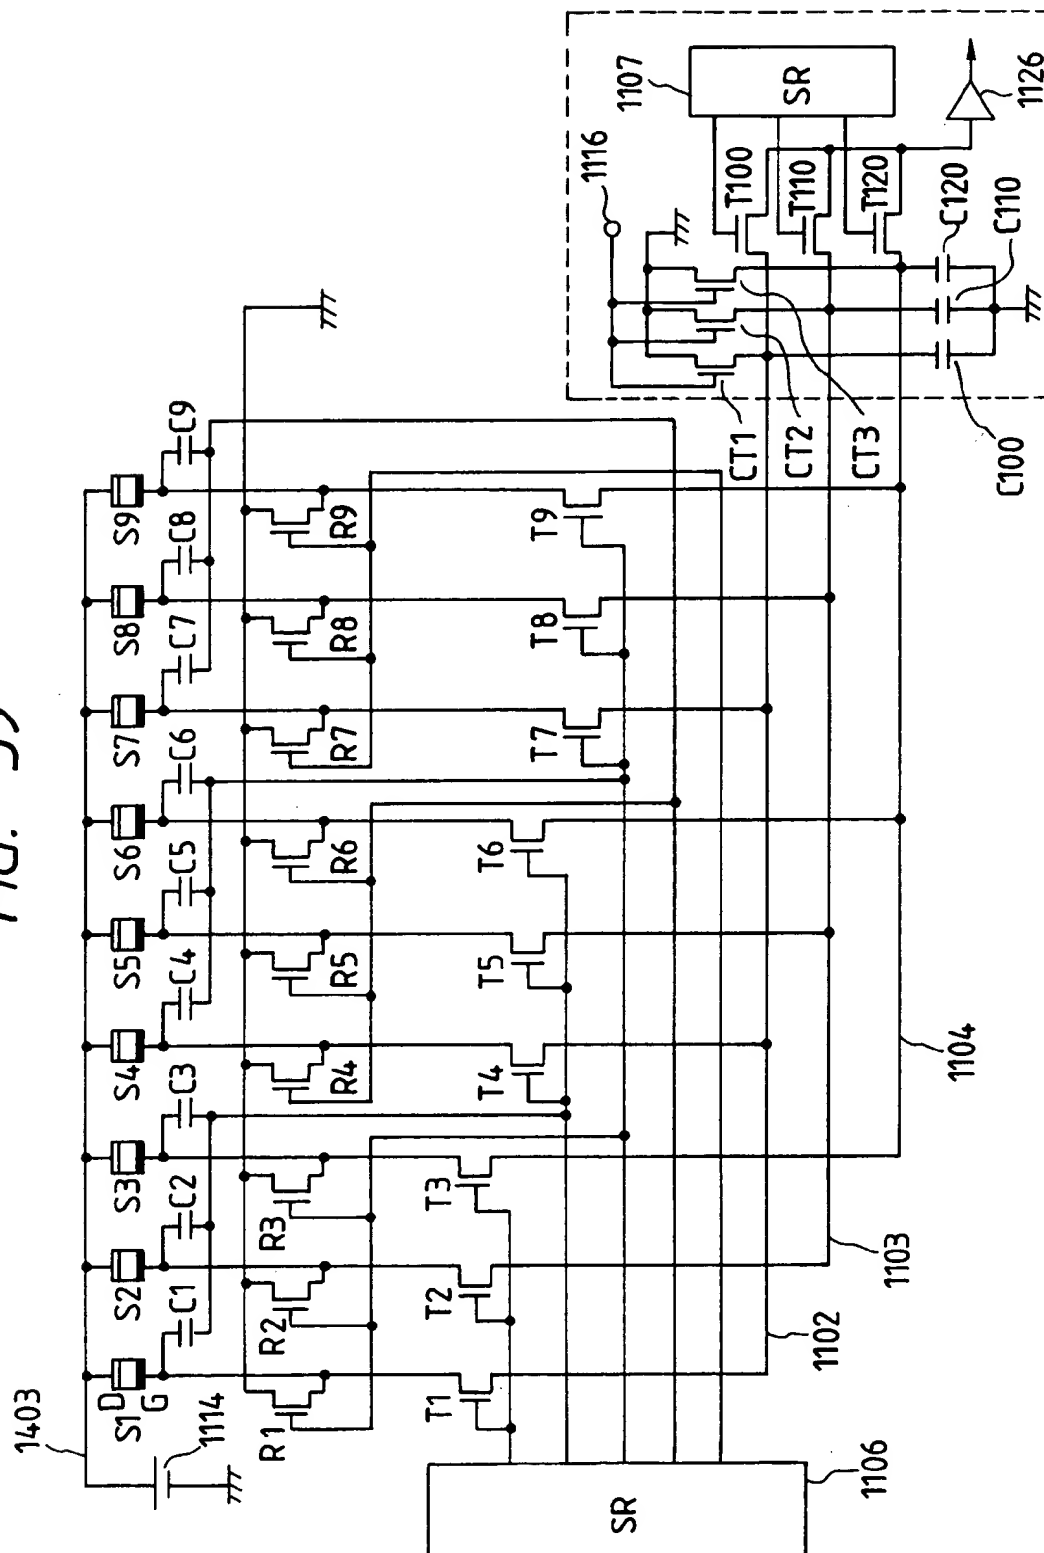 1403
S1
D
G
S2
S3
S4
S5
S6
S7
S8
S9
C1
C2
C3
C4
C5
C6
C7
C8
C9
1114
R1
R2
R3
R4
R5
R6
R7
R8
R9
T1
T2
T3
T4
T5
T6
T7
T8
T9
SR
1106
1102
1103
1104
1116
1107
SR
T100
T110
T120
CT1
CT2
CT3
C100
C110
C120
1126